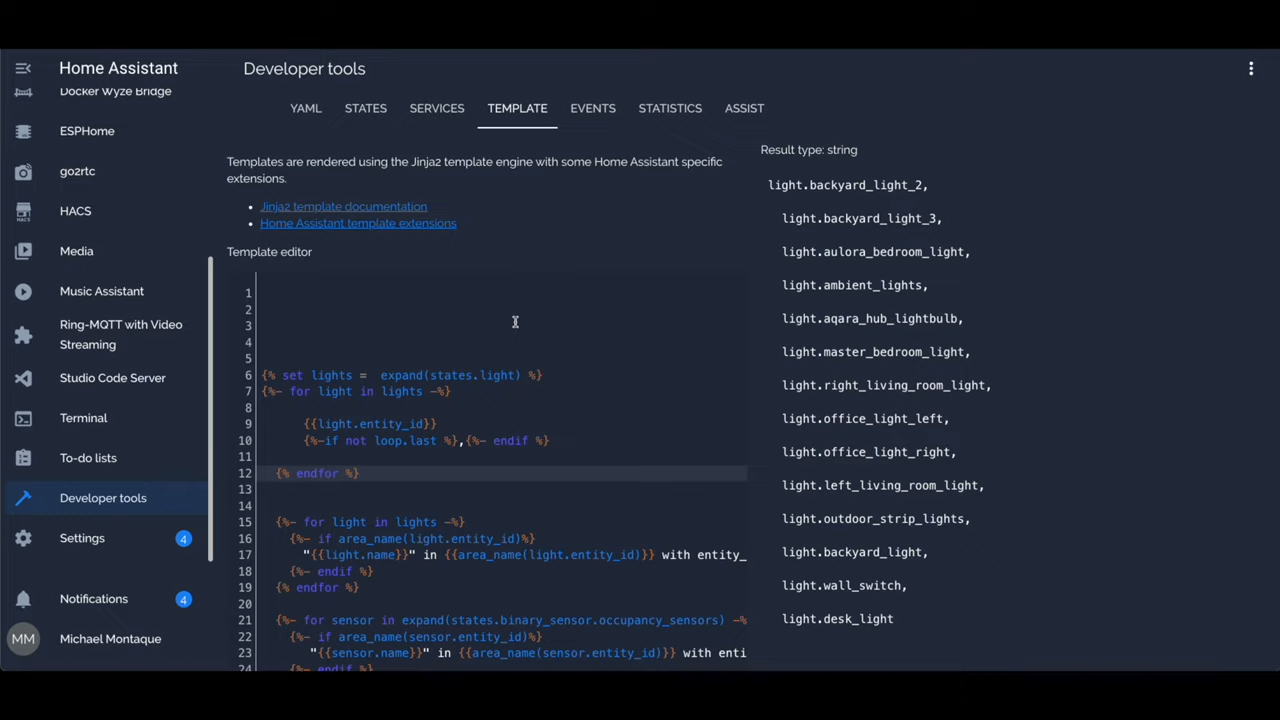 Home Assistant
Docker Wyze Bridge
ESPHome
go2rtc
HACS
Media
Music Assistant
Ring-MQTT with Video
Streaming
Studio Code Server
Terminal
To-do lists
Developer tools
Settings
4
Notifications
4
MM
Michael Montaque
Developer tools
YAML
STATES
SERVICES
TEMPLATE
EVENTS
STATISTICS
ASSIST
Templates are rendered using the Jinja2 template engine with some Home Assistant specific
extensions.
• Jinja2 template documentation
• Home Assistant template extensions
Template editor
1
2
3
4
5
6 {% set lights =  expand(states.light) %}
7 {%- for light in lights -%}
8
9 {{light.entity_id}}
10 {%-if not loop.last %},{%- endif %}
11
12 {% endfor %}
13
14
15 {%- for light in lights -%}
16 {%- if area_name(light.entity_id)%}
17 "{{light.name}}" in {{area_name(light.entity_id)}} with entity_
18 {%- endif %}
19 {% endfor %}
20
21 {%- for sensor in expand(states.binary_sensor.occupancy_sensors) -%
22 {%- if area_name(sensor.entity_id)%}
23 "{{sensor.name}}" in {{area_name(sensor.entity_id)}} with enti
24 {%- endif %}
Result type: string
light.backyard_light_2,
light.backyard_light_3,
light.aulora_bedroom_light,
light.ambient_lights,
light.aqara_hub_lightbulb,
light.master_bedroom_light,
light.right_living_room_light,
light.office_light_left,
light.office_light_right,
light.left_living_room_light,
light.outdoor_strip_lights,
light.backyard_light,
light.wall_switch,
light.desk_light